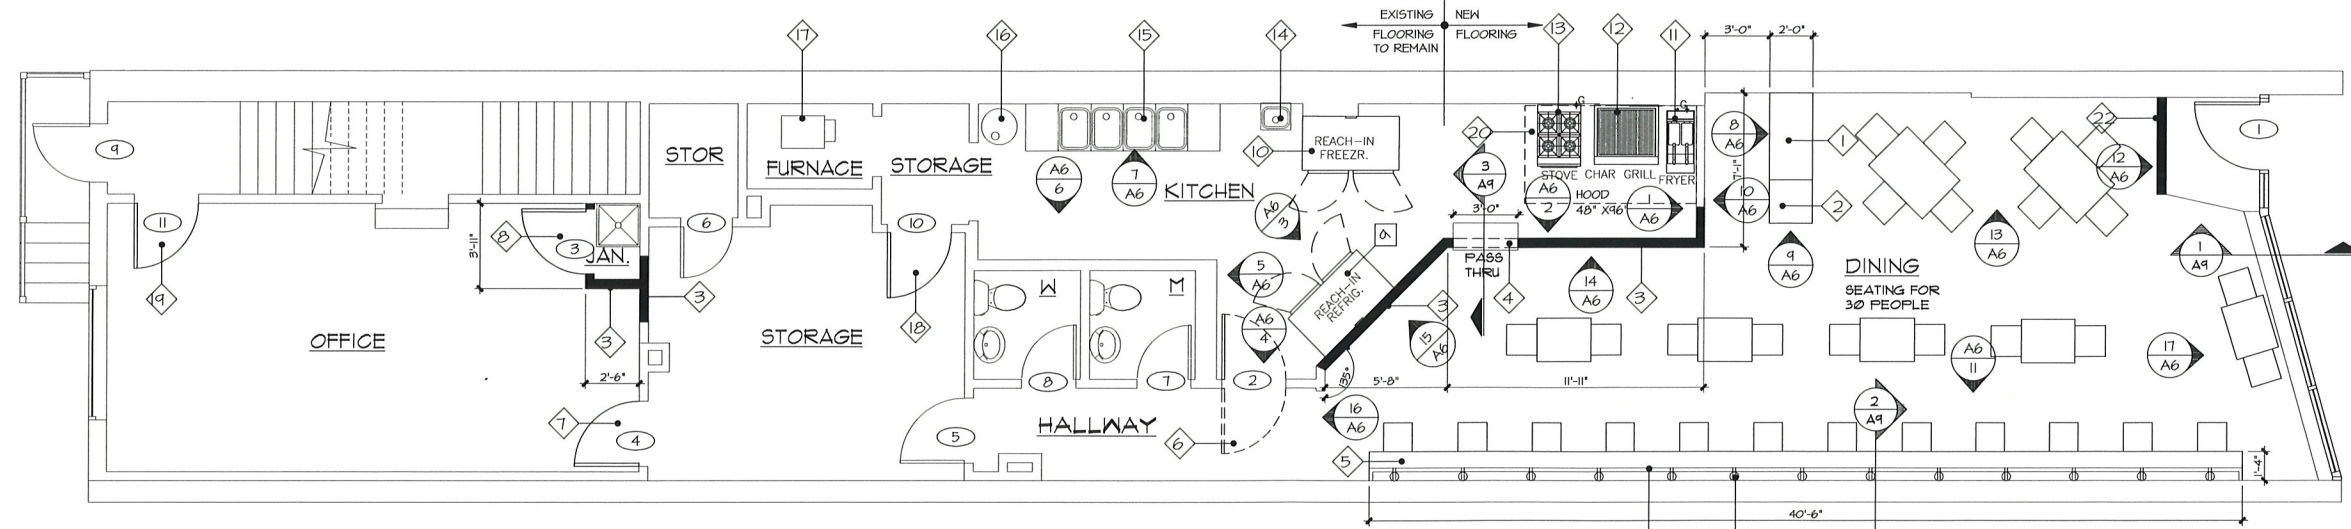 EXISTING NEW
FLOORING FLOORING
TO REMAIN
17
16
15
14
13
12
11
3'-0"
2'-0"
G
G
9
STOR
FURNACE
STORAGE
KITCHEN
A6
6
7
A6
10
REACH-IN
FREEZR.
20
3
A9
STOVE
CHAR GRILL
FRYER
A6
2
HOOD
48" X96"
1
A6
3'-0"
8
A6
7'-11"
10
A6
1
2
22
12
A6
1
11
8
3
JAN.
3'-11"
6
10
A6
3
9
9
A6
13
A6
1
A9
DINING
SEATING FOR
30 PEOPLE
19
OFFICE
3
3
2'-6"
18
STORAGE
W
M
5
A6
A6
4
REACH-IN
REFRIG.
3
PASS
THRU
4
14
A6
3
15
A6
135°
5'-8"
11'-11"
A6
11
17
A6
7
4
5
8
7
2
HALLWAY
6
16
A6
2
A9
5
1'-4"
40'-6"